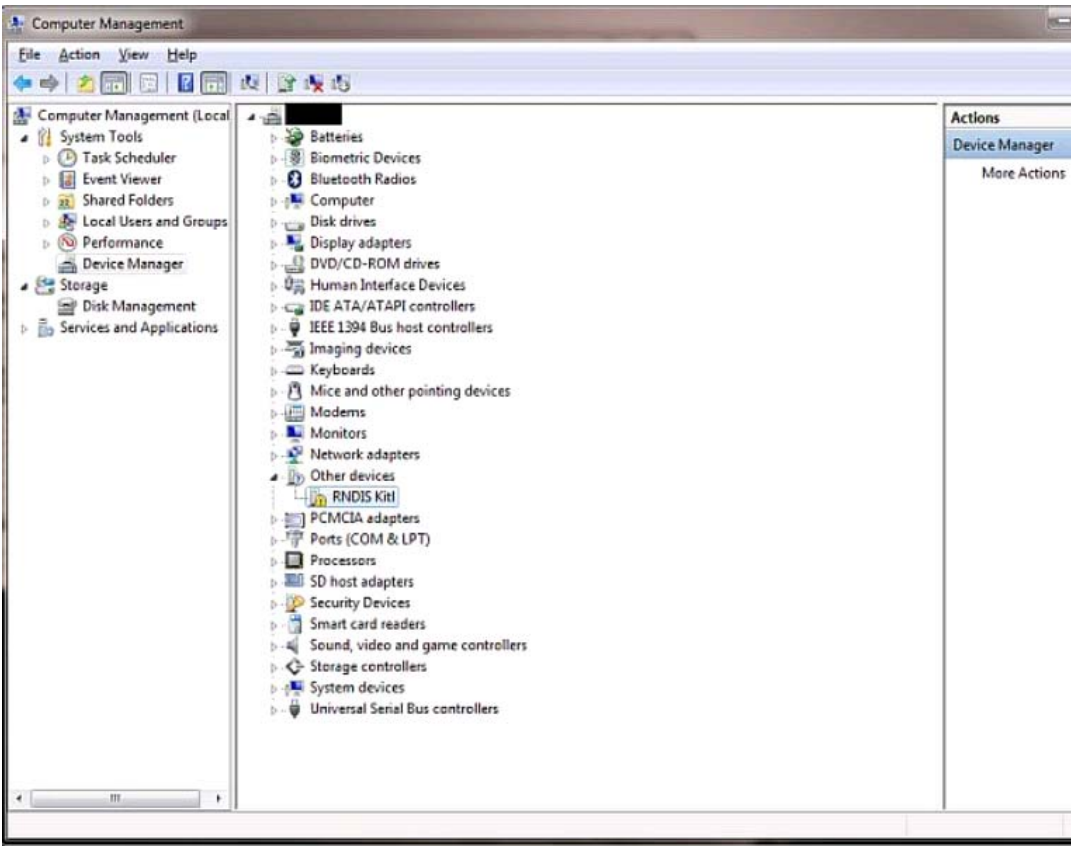 Computer Management
File Action View Help
Computer Management (Local
System Tools
Task Scheduler
Event Viewer
Shared Folders
Local Users and Groups
Performance
Device Manager
Storage
Disk Management
Services and Applications
Batteries
Biometric Devices
Bluetooth Radios
Computer
Disk drives
Display adapters
DVD/CD-ROM drives
Human Interface Devices
IDE ATA/ATAPI controllers
IEEE 1394 Bus host controllers
Imaging devices
Keyboards
Mice and other pointing devices
Modems
Monitors
Network adapters
Other devices
RNDIS Kitl
PCMCIA adapters
Ports (COM & LPT)
Processors
SD host adapters
Security Devices
Smart card readers
Sound, video and game controllers
Storage controllers
System devices
Universal Serial Bus controllers
Actions
Device Manager
More Actions